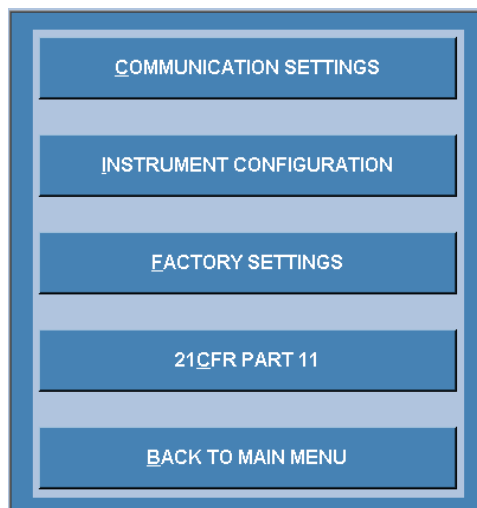 COMMUNICATION SETTINGS
INSTRUMENT CONFIGURATION
FACTORY SETTINGS
21CFR PART 11
BACK TO MAIN MENU